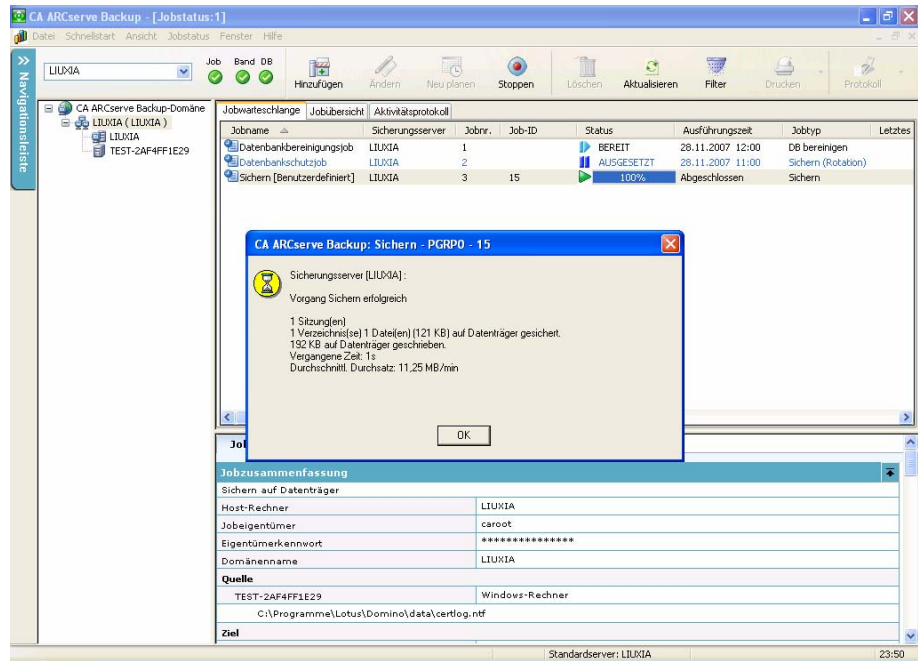 CA ARCserve Backup - [Jobstatus:1]
Datei Schnellstart Ansicht Jobstatus Fenster Hilfe
Navigationsleiste
LIUXIA
Job Band DB
Hinzufügen Ändern Neu planen Stoppen Löschen Aktualisieren Filter Drucken Protokoll
CA ARCserve Backup-Domäne
LIUXIA ( LIUXIA )
LIUXIA
TEST-2AF4FF1E29
Jobwarteschlange Jobübersicht Aktivitätsprotokoll
Jobname Sicherungsserver Jobnr. Job-ID Status Ausführungszeit Jobtyp Letztes
Datenbankbereinigungsjob LIUXIA 1 BEREIT 28.11.2007 12:00 DB bereinigen
Datenbankschutzjob LIUXIA 2 AUSGESETZT 28.11.2007 11:00 Sichern (Rotation)
Sichern [Benutzerdefiniert] LIUXIA 3 15 100% Abgeschlossen Sichern
CA ARCserve Backup: Sichern - PGRP0 - 15
Sicherungsserver [LIUXIA] :
Vorgang Sichern erfolgreich
1 Sitzung(en)
1 Verzeichnis(se) 1 Datei(en) (121 KB) auf Datenträger gesichert.
192 KB auf Datenträger geschrieben.
Vergangene Zeit: 1s
Durchschnittl. Durchsatz: 11,25 MB/min
OK
Jobzusammenfassung
Sichern auf Datenträger
Host-Rechner LIUXIA
Jobeigentümer caroot
Eigentümerkennwort ***************
Domänenname LIUXIA
Quelle
TEST-2AF4FF1E29 Windows-Rechner
C:\Programme\Lotus\Domino\data\certlog.ntf
Ziel
Standardserver: LIUXIA 23:50